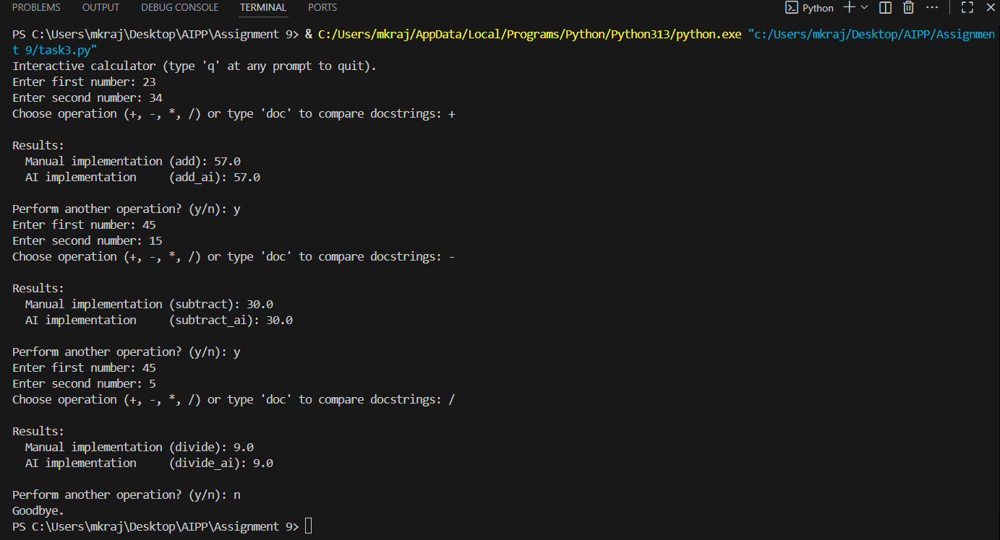 PROBLEMS OUTPUT DEBUG CONSOLE TERMINAL PORTS Python
PS C:\Users\mkraj\Desktop\AIPP\Assignment 9> & C:/Users/mkraj/AppData/Local/Programs/Python/Python313/python.exe "c:/Users/mkraj/Desktop/AIPP/Assignmen
t 9/task3.py"
Interactive calculator (type 'q' at any prompt to quit).
Enter first number: 23
Enter second number: 34
Choose operation (+, -, *, /) or type 'doc' to compare docstrings: +
Results:
  Manual implementation (add): 57.0
  AI implementation     (add_ai): 57.0
Perform another operation? (y/n): y
Enter first number: 45
Enter second number: 15
Choose operation (+, -, *, /) or type 'doc' to compare docstrings: -
Results:
  Manual implementation (subtract): 30.0
  AI implementation     (subtract_ai): 30.0
Perform another operation? (y/n): y
Enter first number: 45
Enter second number: 5
Choose operation (+, -, *, /) or type 'doc' to compare docstrings: /
Results:
  Manual implementation (divide): 9.0
  AI implementation     (divide_ai): 9.0
Perform another operation? (y/n): n
Goodbye.
PS C:\Users\mkraj\Desktop\AIPP\Assignment 9>